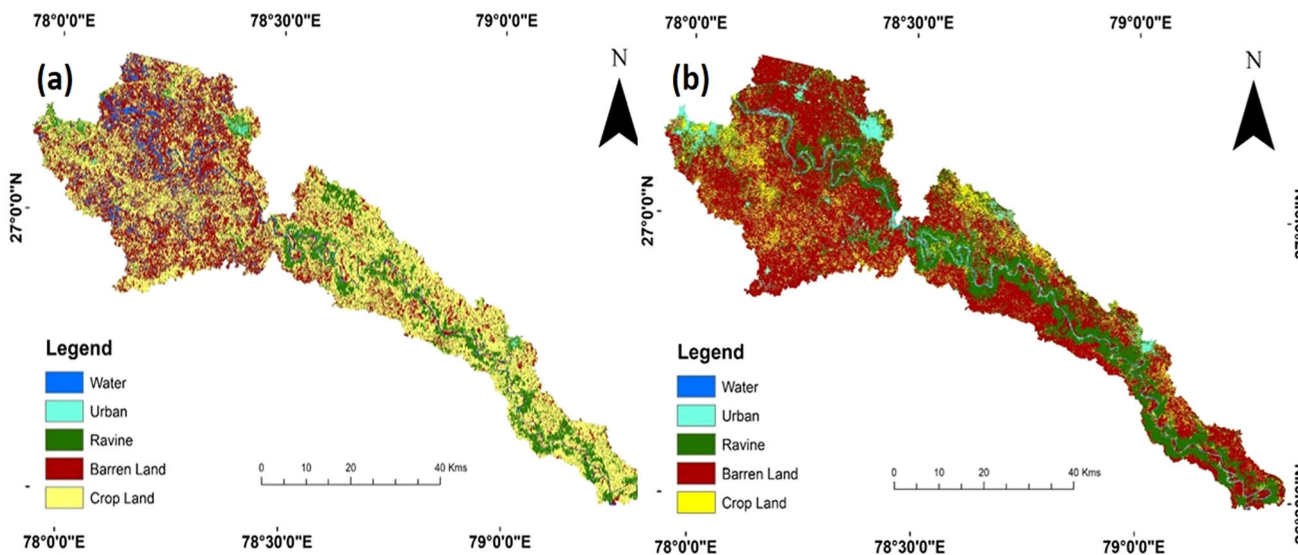 78°0'0"E 78°30'0"E 79°0'0"E
(a)
N
27°0'0"N
Legend
Water
Urban
Ravine
Barren Land
Crop Land
0 10 20 40 Kms
78°0'0"E 78°30'0"E 79°0'0"E
78°0'0"E 78°30'0"E 79°0'0"E
(b)
N
27°0'0"N
Legend
Water
Urban
Ravine
Barren Land
Crop Land
0 10 20 40 Kms
78°0'0"E 78°30'0"E 79°0'0"E